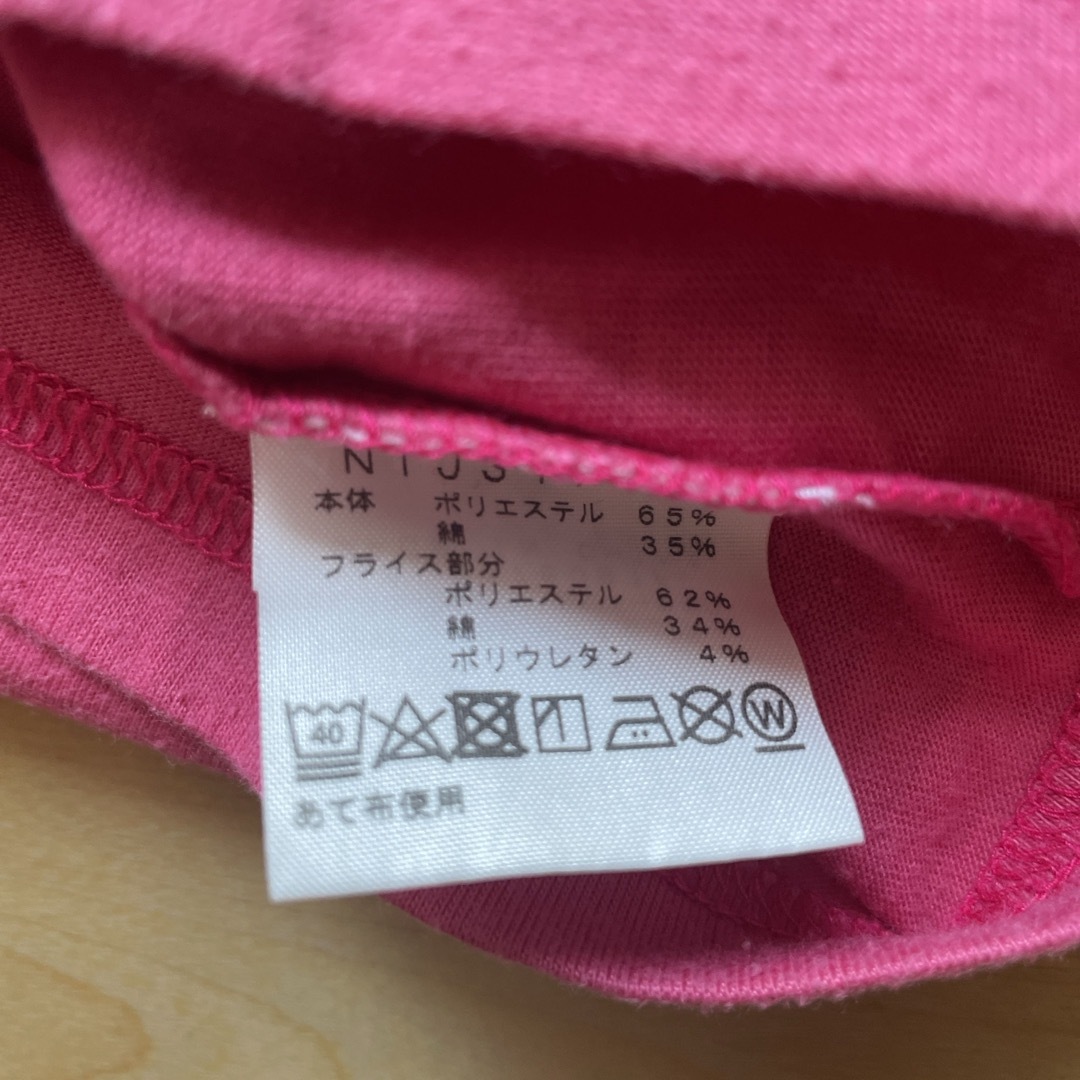 本体 ポリエステル 65%
綿 35%
フライス部分
ポリエステル 62%
綿 34%
ポリウレタン 4%
40 W
あて布使用